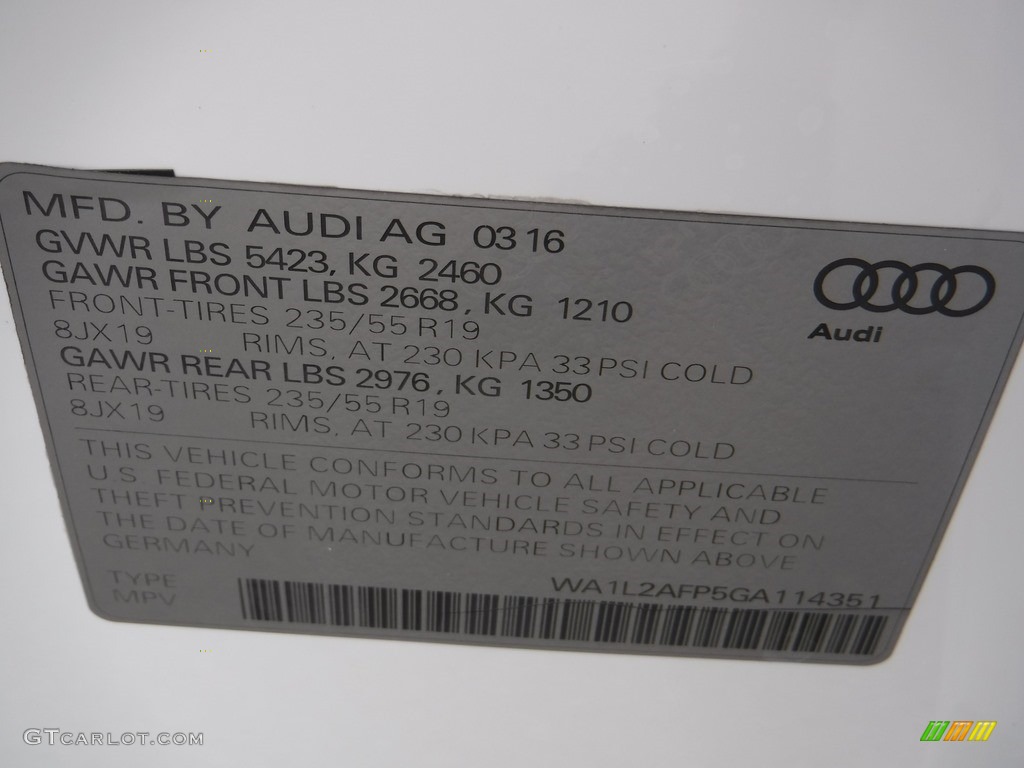 MFD. BY AUDI AG 03 16
GVWR LBS 5423, KG 2460
GAWR FRONT LBS 2668, KG 1210
FRONT-TIRES 235/55 R19
8JX19 RIMS, AT 230 KPA 33 PSI COLD
GAWR REAR LBS 2976, KG 1350
REAR-TIRES 235/55 R19
8JX19 RIMS, AT 230 KPA 33 PSI COLD
Audi
THIS VEHICLE CONFORMS TO ALL APPLICABLE
U.S. FEDERAL MOTOR VEHICLE SAFETY AND
THEFT PREVENTION STANDARDS IN EFFECT ON
THE DATE OF MANUFACTURE SHOWN ABOVE
GERMANY
WA1L2AFP5GA114351
TYPE
MPV
GTCARLOT.COM